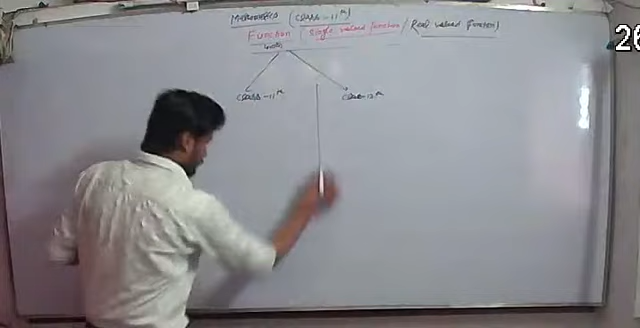 Mathematics (Class-11th)
Function / Single valued function / Real valued function)
Class-11th Class-12th
26